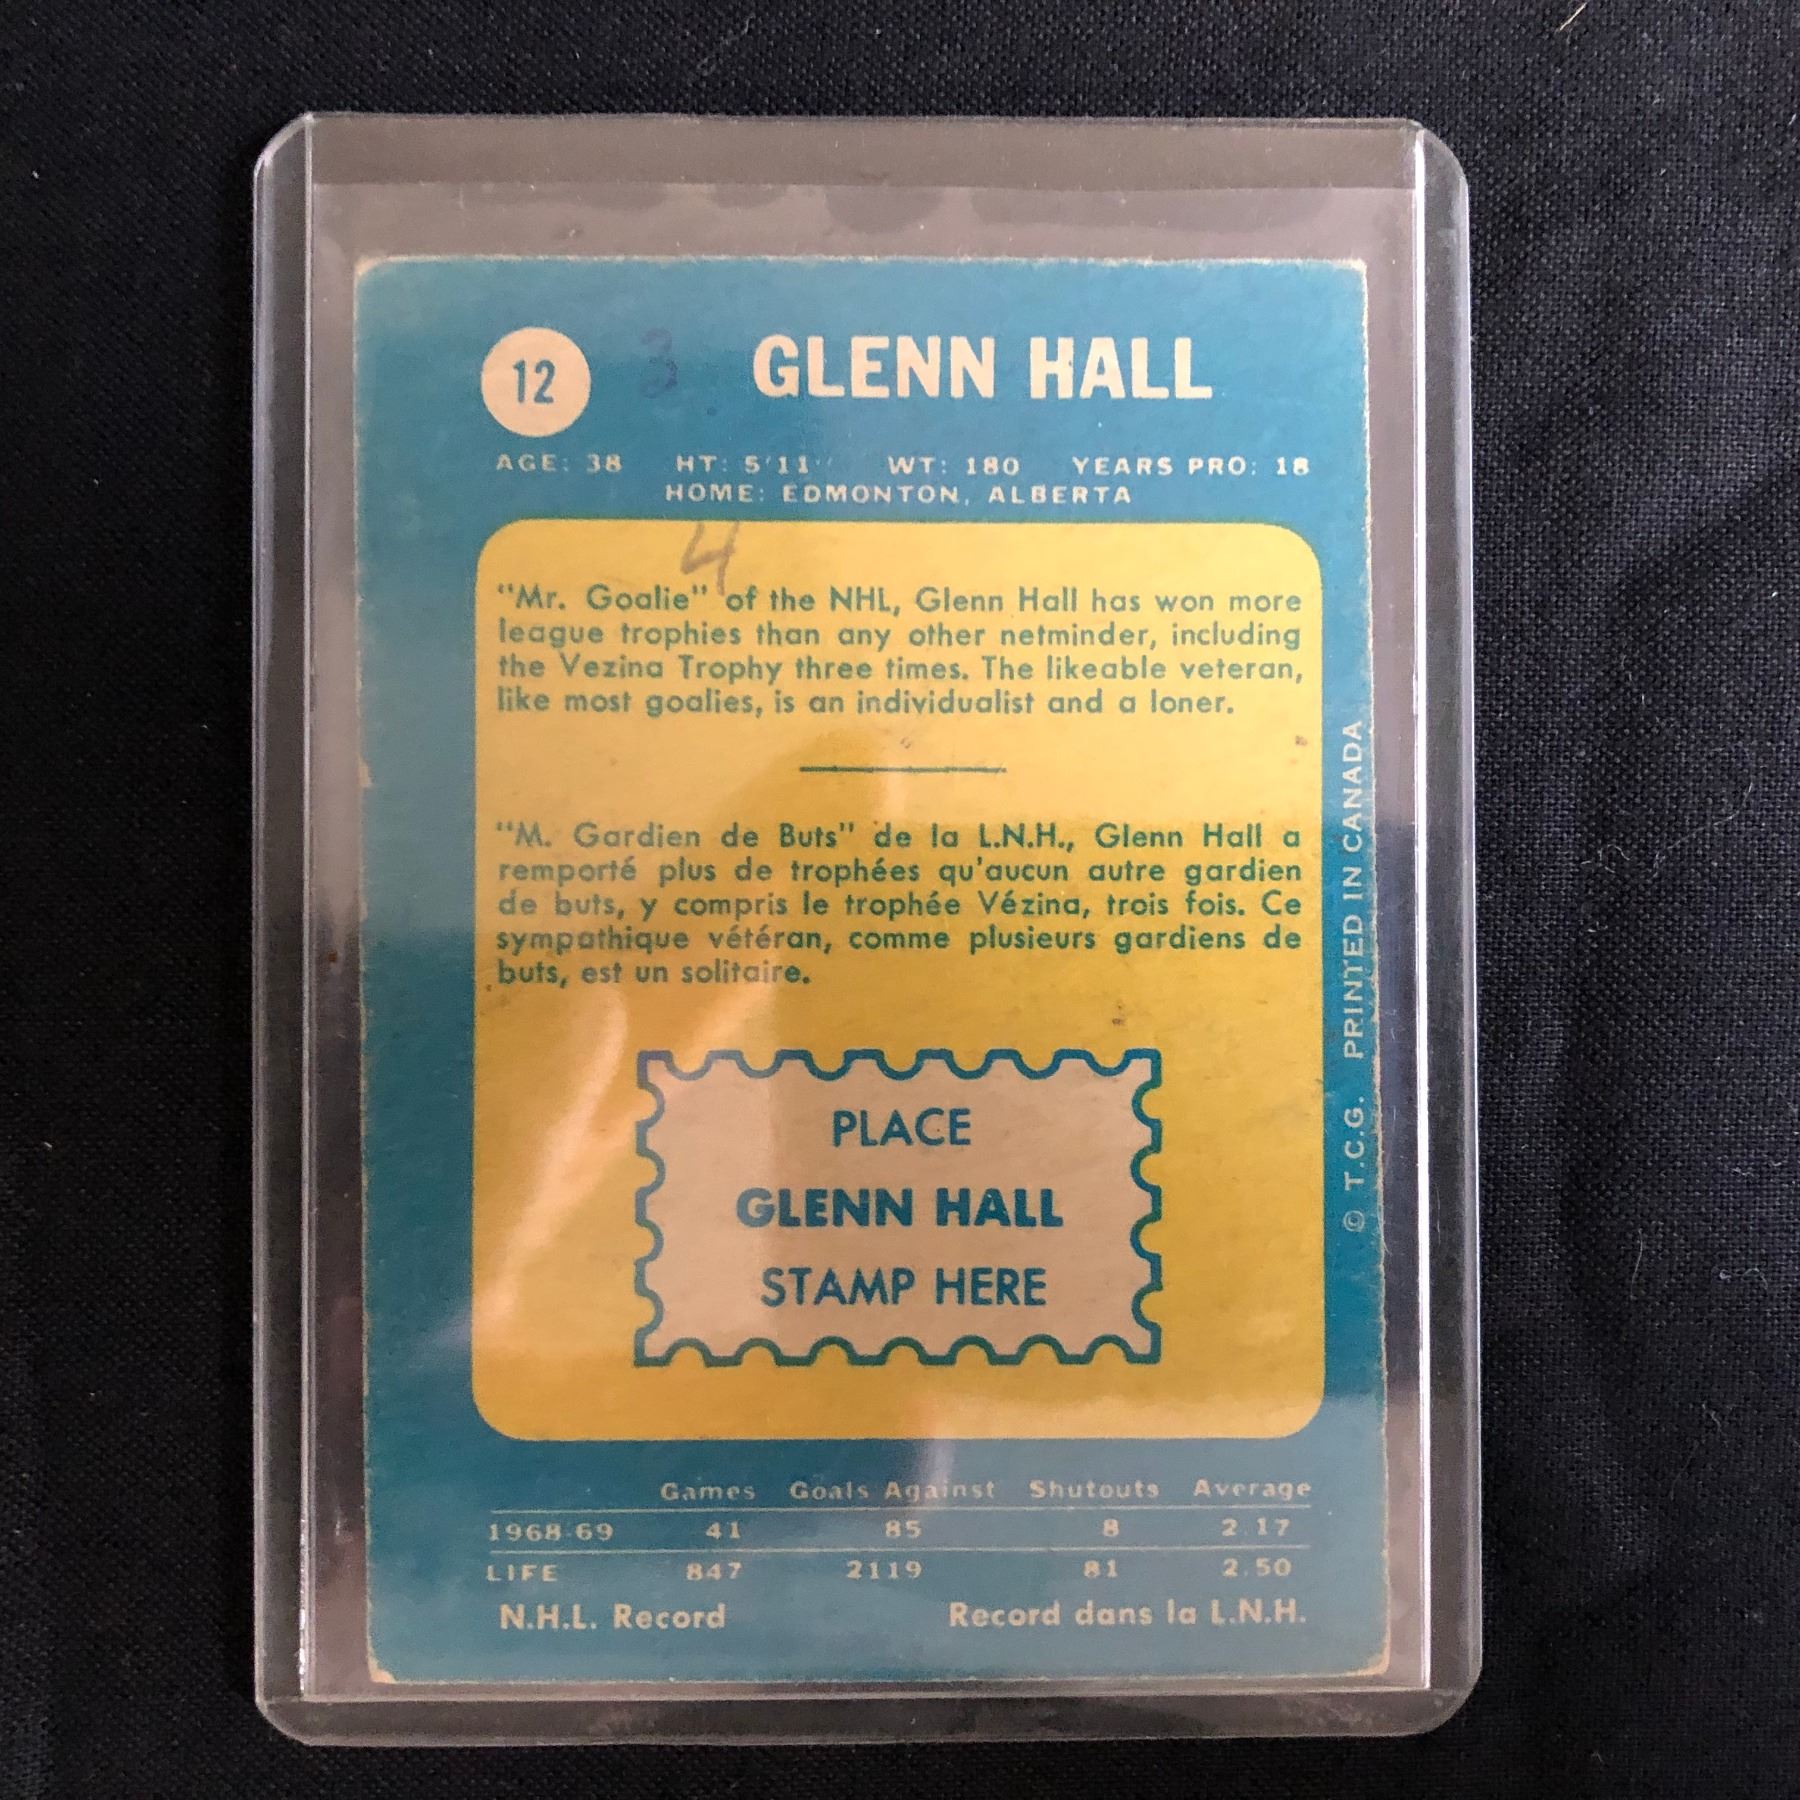 12 3 GLENN HALL
AGE: 38 HT: 5'11" WT: 180 YEARS PRO: 18
HOME: EDMONTON, ALBERTA
4
"Mr. Goalie" of the NHL, Glenn Hall has won more
league trophies than any other netminder, including
the Vezina Trophy three times. The likeable veteran,
like most goalies, is an individualist and a loner.
"M. Gardien de Buts" de la L.N.H., Glenn Hall a
remporté plus de trophées qu'aucun autre gardien
de buts, y compris le trophée Vézina, trois fois. Ce
sympathique vétéran, comme plusieurs gardiens de
buts, est un solitaire.
PLACE
GLENN HALL
STAMP HERE
© T.C.G. PRINTED IN CANADA
Games Goals Against Shutouts Average
1968-69 41 85 8 2.17
LIFE 847 2119 81 2.50
N.H.L. Record Record dans la L.N.H.